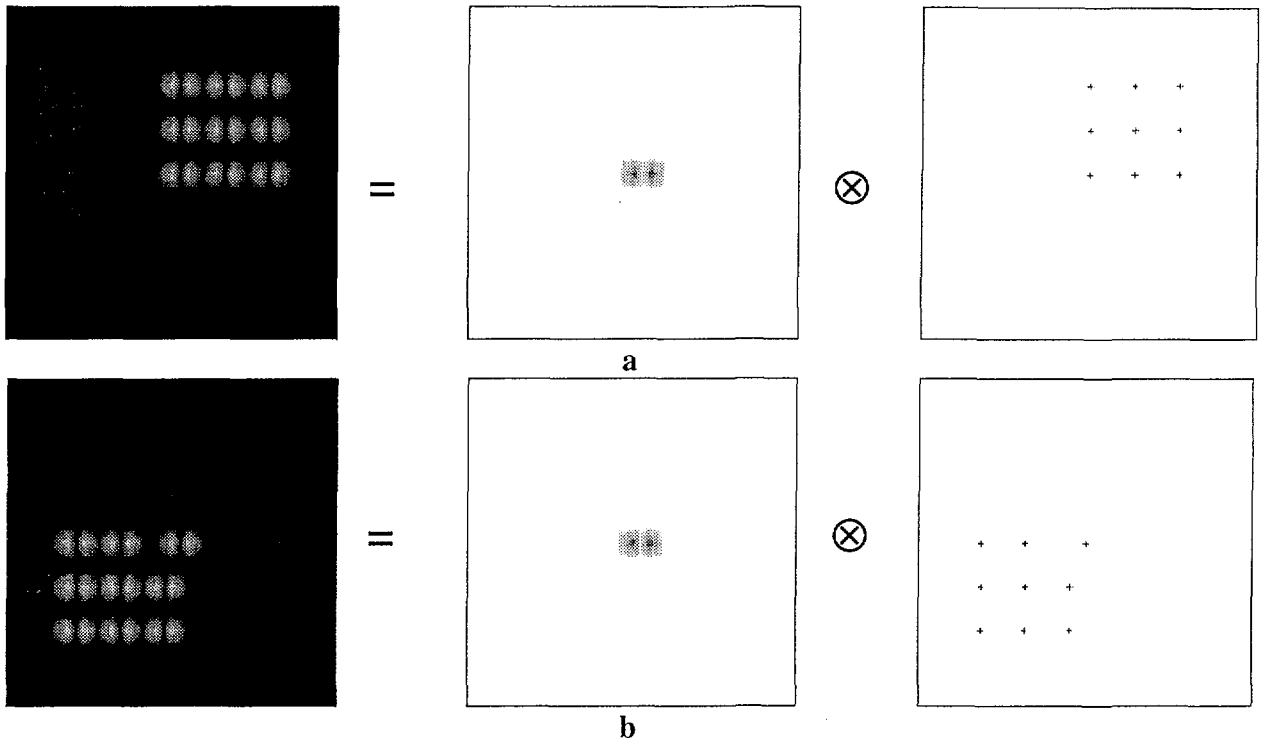 = ⊗
a
= ⊗
b